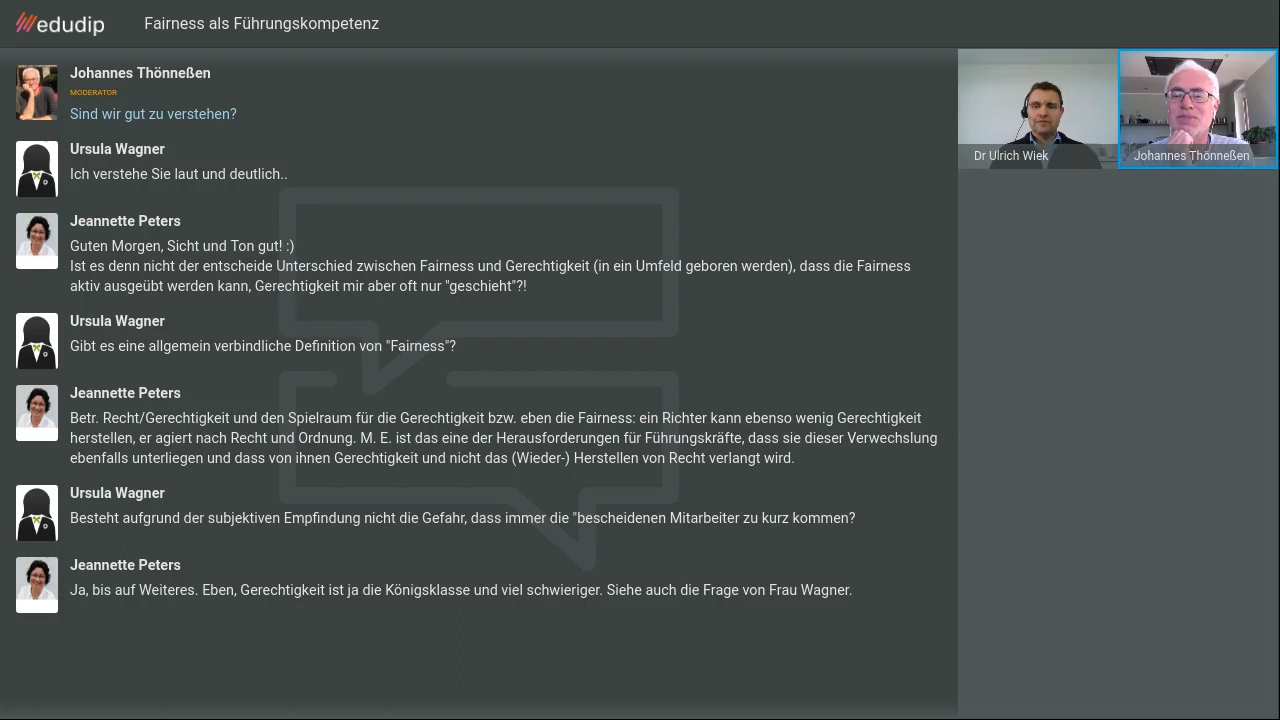 edudip
Fairness als Führungskompetenz
Johannes Thönneßen
MODERATOR
Sind wir gut zu verstehen?
Ursula Wagner
Ich verstehe Sie laut und deutlich..
Jeannette Peters
Guten Morgen, Sicht und Ton gut! :)
Ist es denn nicht der entscheide Unterschied zwischen Fairness und Gerechtigkeit (in ein Umfeld geboren werden), dass die Fairness
aktiv ausgeübt werden kann, Gerechtigkeit mir aber oft nur "geschieht"?!
Ursula Wagner
Gibt es eine allgemein verbindliche Definition von "Fairness"?
Jeannette Peters
Betr. Recht/Gerechtigkeit und den Spielraum für die Gerechtigkeit bzw. eben die Fairness: ein Richter kann ebenso wenig Gerechtigkeit
herstellen, er agiert nach Recht und Ordnung. M. E. ist das eine der Herausforderungen für Führungskräfte, dass sie dieser Verwechslung
ebenfalls unterliegen und dass von ihnen Gerechtigkeit und nicht das (Wieder-) Herstellen von Recht verlangt wird.
Ursula Wagner
Besteht aufgrund der subjektiven Empfindung nicht die Gefahr, dass immer die "bescheidenen Mitarbeiter zu kurz kommen?
Jeannette Peters
Ja, bis auf Weiteres. Eben, Gerechtigkeit ist ja die Königsklasse und viel schwieriger. Siehe auch die Frage von Frau Wagner.
Dr Ulrich Wiek
Johannes Thönneßen